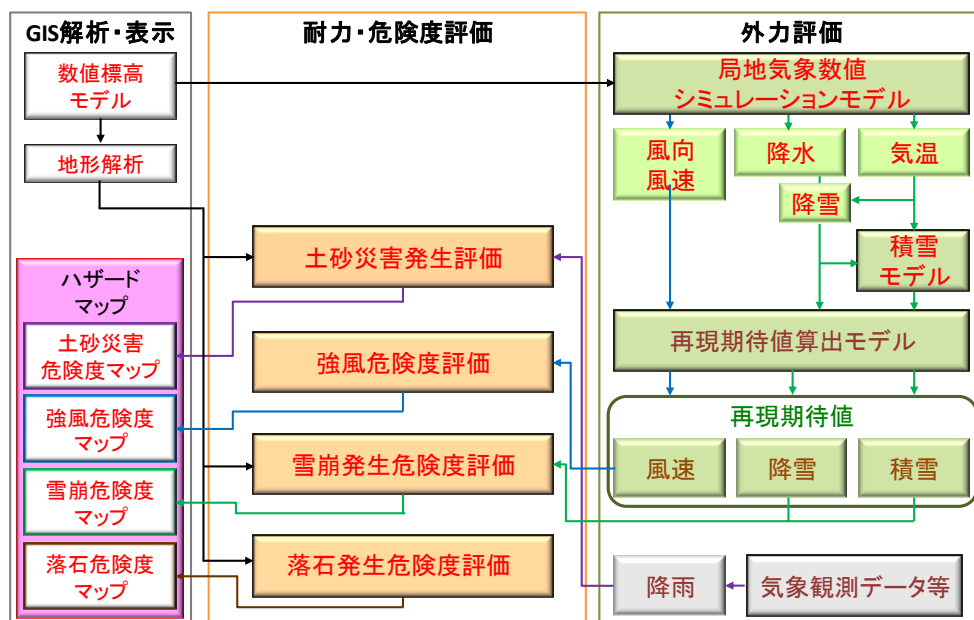 GIS解析・表示
数値標高
モデル
地形解析
ハザード
マップ
土砂災害
危険度マップ
強風危険度
マップ
雪崩危険度
マップ
落石危険度
マップ
耐力・危険度評価
土砂災害発生評価
強風危険度評価
雪崩発生危険度評価
落石発生危険度評価
外力評価
局地気象数値
シミュレーションモデル
風向
風速
降水
気温
降雪
積雪
モデル
再現期待値算出モデル
再現期待値
風速
降雪
積雪
降雨
気象観測データ等